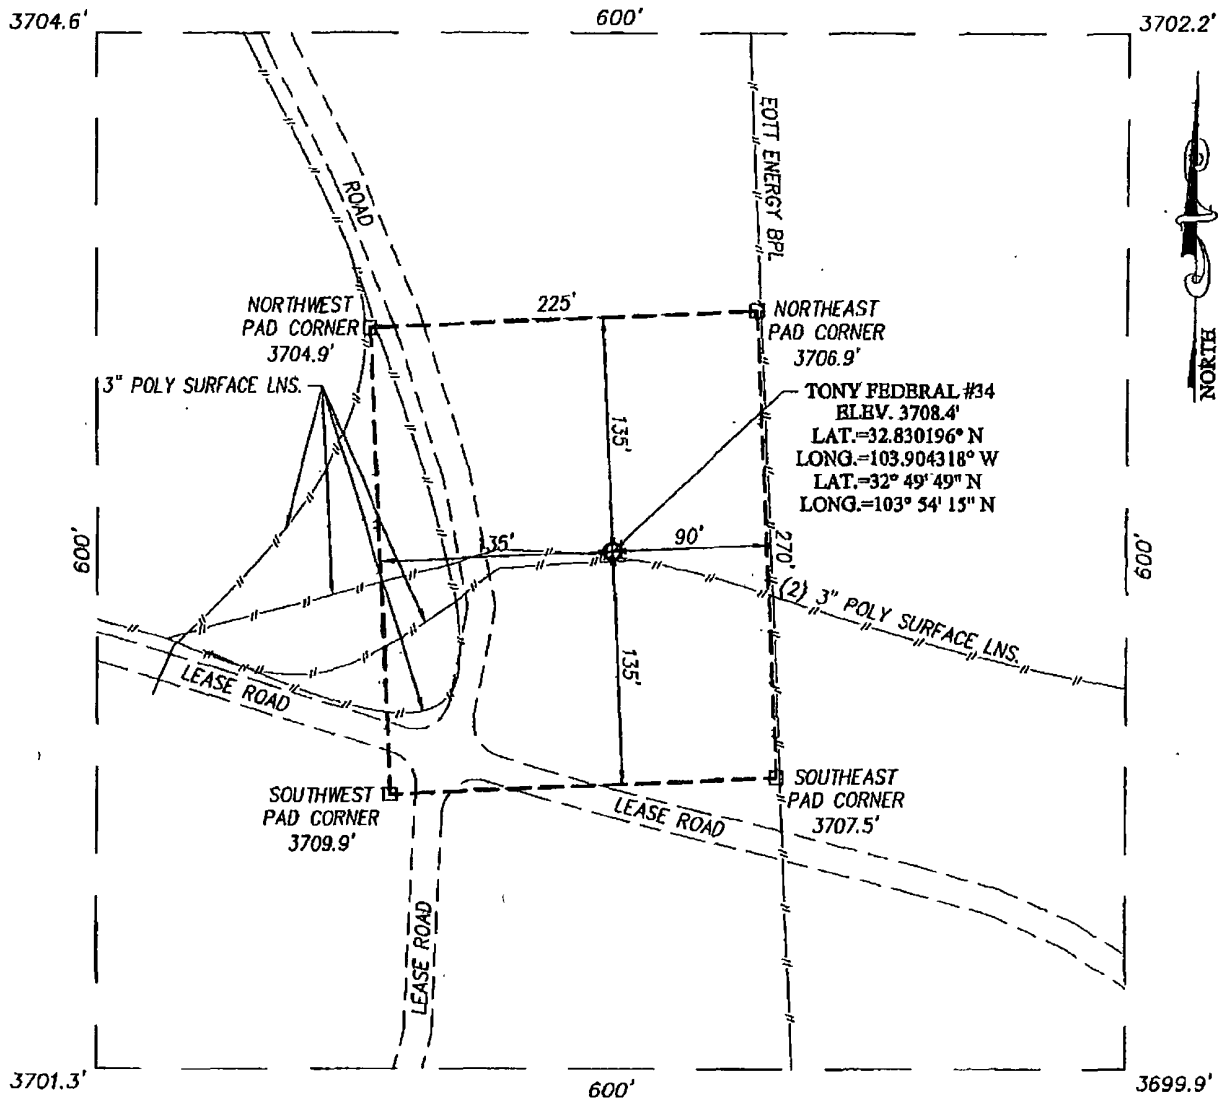 3704.6'
600'
3702.2'
EOTT ENERGY BPL
ROAD
NORTH
NORTHWEST
PAD CORNER
3704.9'
225'
NORTHEAST
PAD CORNER
3706.9'
3" POLY SURFACE LNS.
TONY FEDERAL #34
ELEV. 3708.4'
LAT.=32.830196° N
LONG.=103.904318° W
LAT.=32° 49' 49" N
LONG.=103° 54' 15" N
135'
600'
35'
90'
270'
600'
(2) 3" POLY SURFACE LNS.
135'
LEASE ROAD
SOUTHWEST
PAD CORNER
3709.9'
SOUTHEAST
PAD CORNER
3707.5'
LEASE ROAD
LEASE ROAD
3701.3'
600'
3699.9'